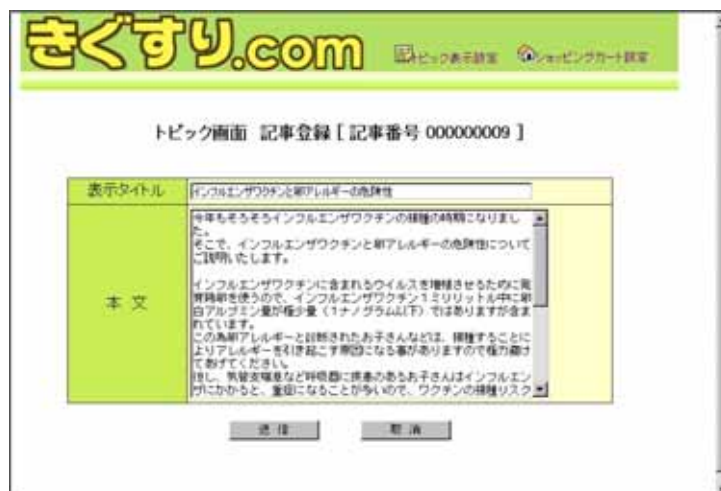 きぐすり.com
トピック表示設定 ショッピングカート設定
トピック画面 記事登録 [ 記事番号 000000009 ]
表示タイトル
インフルエンザワクチンと卵アレルギーの危険性
本 文
今年もそろそろインフルエンザワクチンの接種の時期になりまし
た。
そこで、インフルエンザワクチンと卵アレルギーの危険性について
ご説明いたします。
インフルエンザワクチンに含まれるウイルスを増殖させるために発
育鶏卵を使うので、インフルエンザワクチン1ミリリットル中に卵
白アルブミン量が極少量（1ナノグラム以下）ではありますが含ま
れています。
この為卵アレルギーと診断されたお子さんなどは、接種することに
よりアレルギーを引き起こす原因になる事がありますので極力避け
てあげてください。
但し、気管支喘息など呼吸器に疾患のあるお子さんはインフルエン
ザにかかると、重症になることが多いので、ワクチンの接種リスク
送 信
取 消